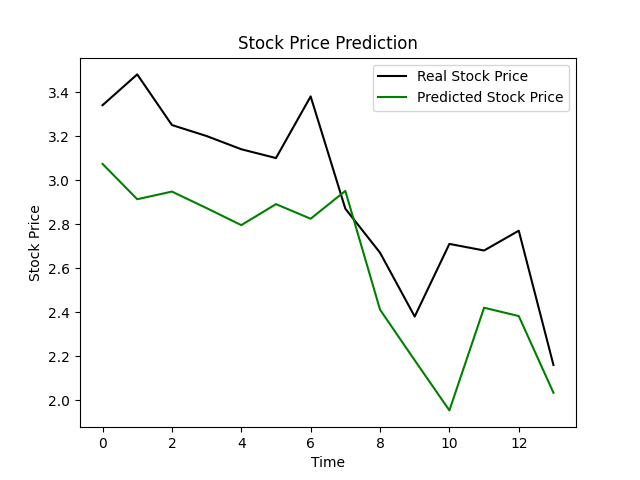 Stock Price Prediction
Real Stock Price
Predicted Stock Price
Stock Price
3.4
3.2
3.0
2.8
2.6
2.4
2.2
2.0
0 2 4 6 8 10 12
Time